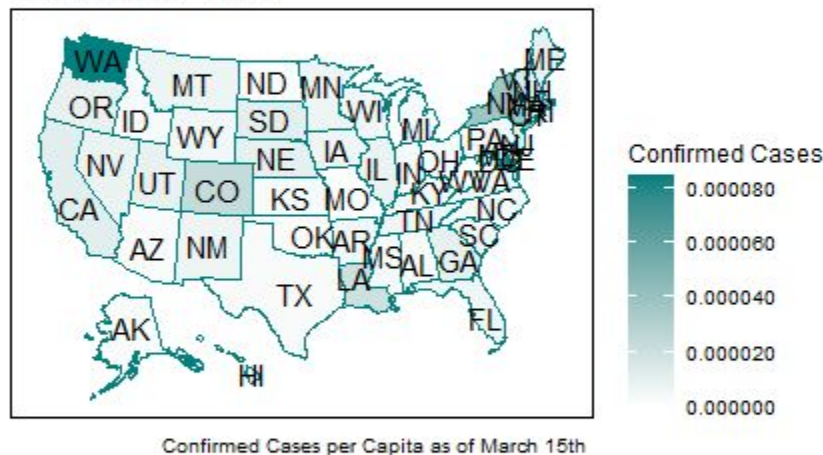 WA
MT
ND
MN
ME
OR
ID
SD
WI
MI
WY
NE
IA
PA
NV
UT
CO
IL
IN
OH
KS
MO
KY
WV
VA
CA
AZ
NM
OK
AR
TN
NC
SC
MS
AL
GA
LA
TX
FL
AK
HI
Confirmed Cases
0.000080
0.000060
0.000040
0.000020
0.000000
Confirmed Cases per Capita as of March 15th